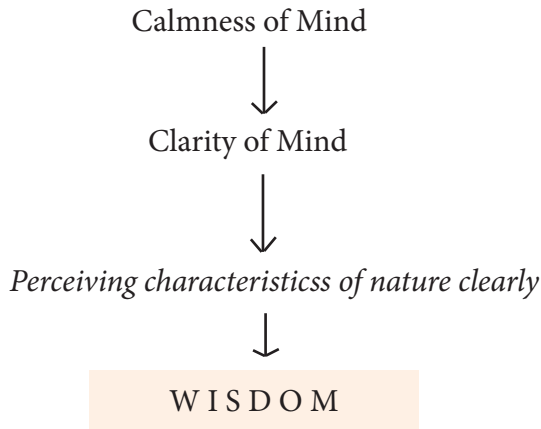 Calmness of Mind
Clarity of Mind
Perceiving characteristicss of nature clearly
WISDOM